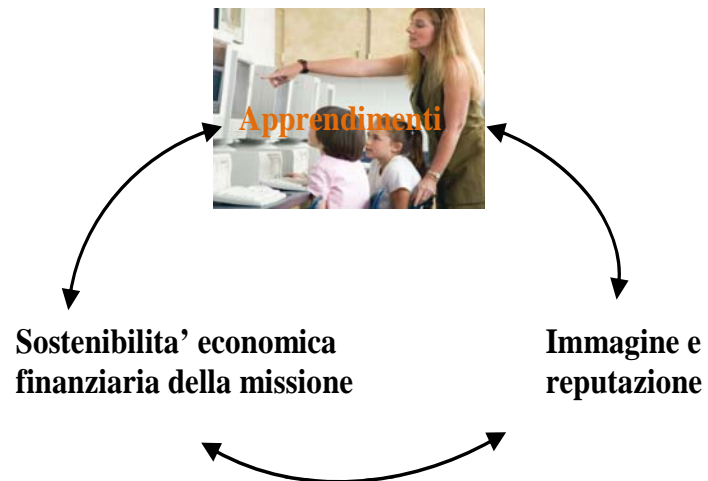 Apprendimenti
Sostenibilita’ economica
finanziaria della missione
Immagine e
reputazione